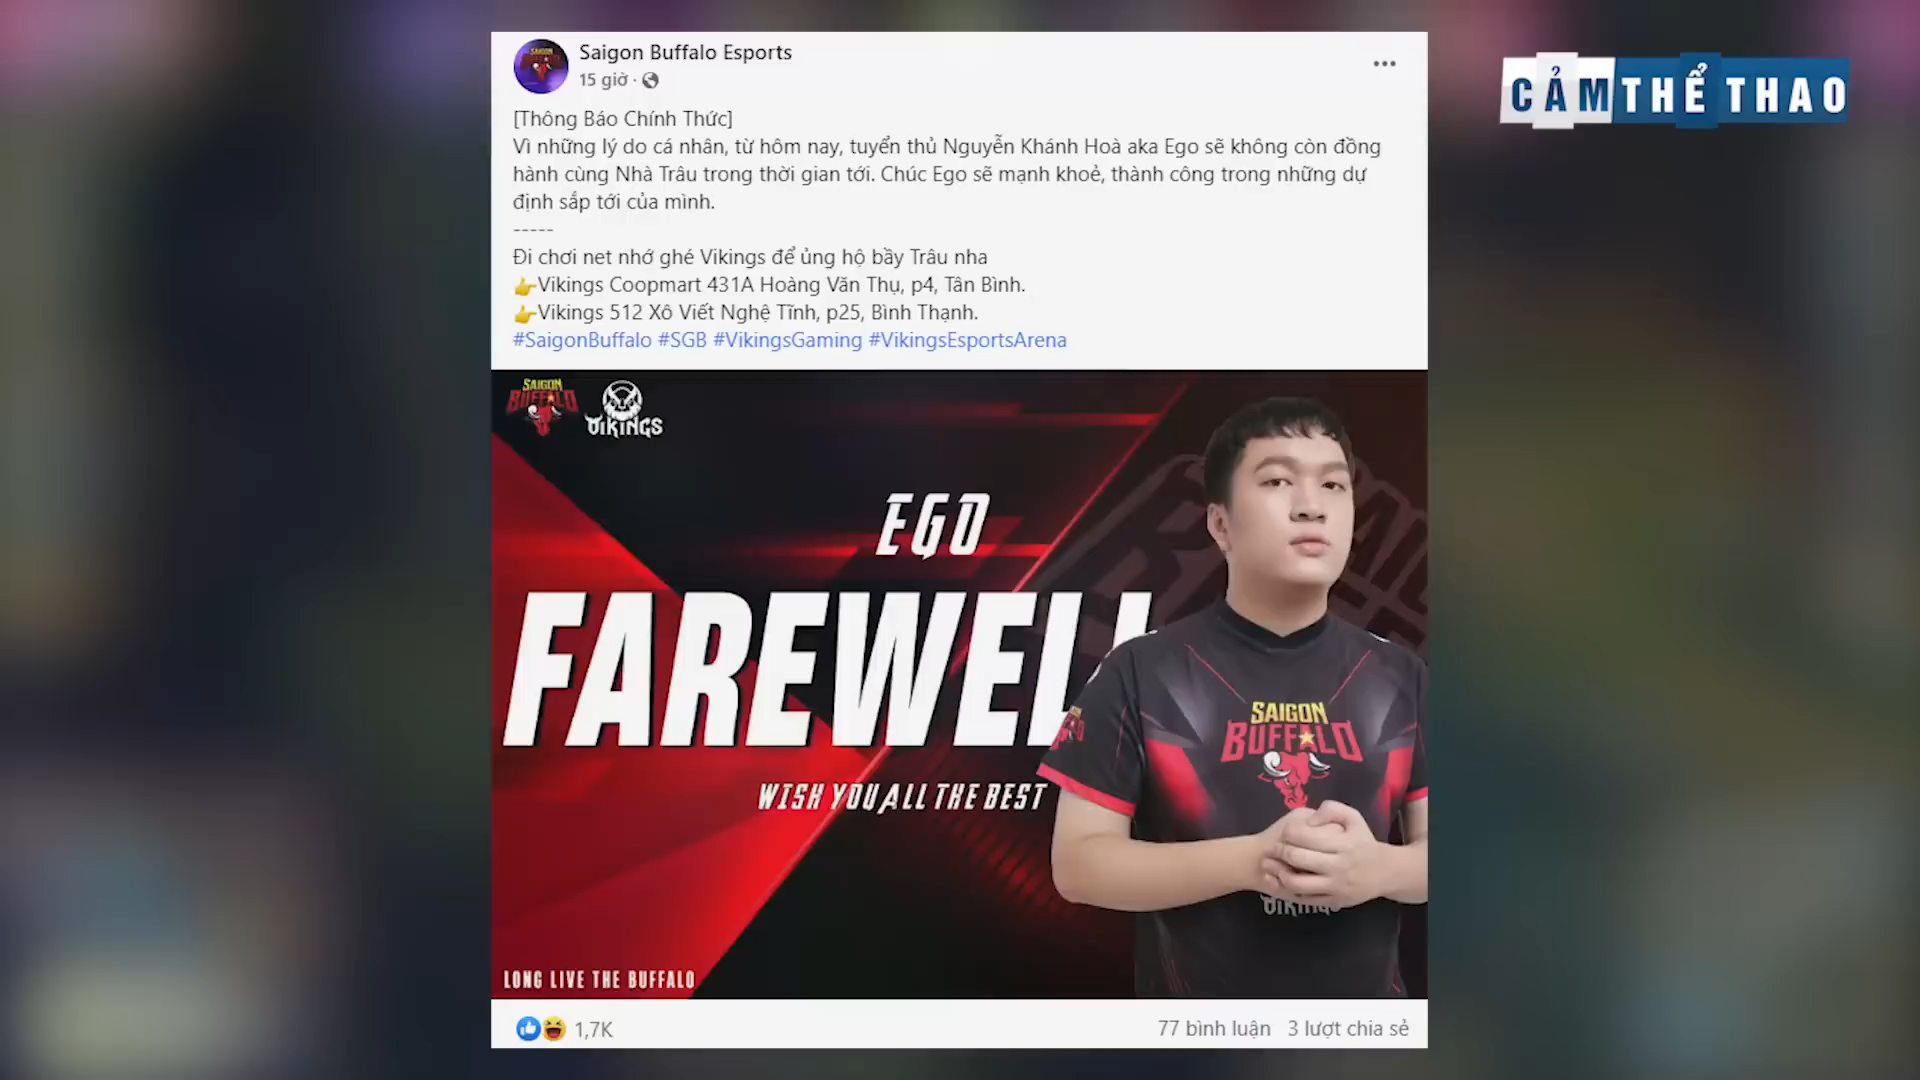 Saigon Buffalo Esports
15 giờ ·
CẢM THỂ THAO
[Thông Báo Chính Thức]
Vì những lý do cá nhân, từ hôm nay, tuyển thủ Nguyễn Khánh Hoà aka Ego sẽ không còn đồng
hành cùng Nhà Trâu trong thời gian tới. Chúc Ego sẽ mạnh khoẻ, thành công trong những dự
định sắp tới của mình.
-----
Đi chơi net nhớ ghé Vikings để ủng hộ bầy Trâu nha
👉Vikings Coopmart 431A Hoàng Văn Thụ, p4, Tân Bình.
👉Vikings 512 Xô Viết Nghệ Tĩnh, p25, Bình Thạnh.
#SaigonBuffalo #SGB #VikingsGaming #VikingsEsportsArena
SAIGON
BUFFALO
VIKINGS
EGO
FAREWELL
WISH YOU ALL THE BEST
SAIGON
BUFFALO
VIKINGS
LONG LIVE THE BUFFALO
1,7K
77 bình luận 3 lượt chia sẻ